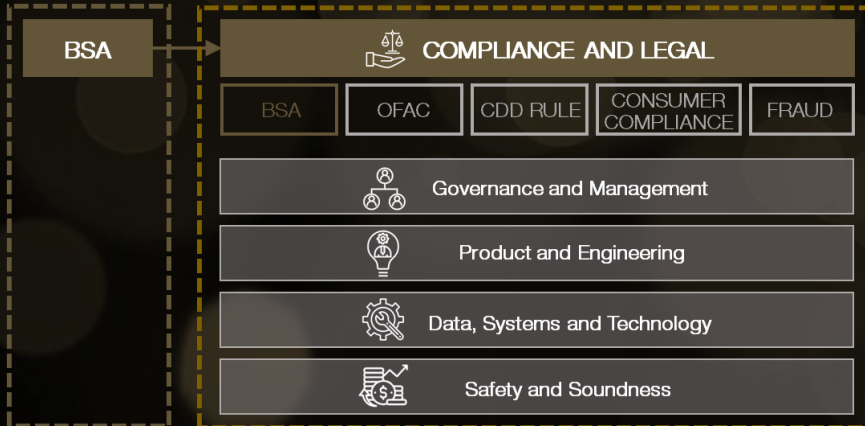 BSA
COMPLIANCE AND LEGAL
BSA
OFAC
CDD RULE
CONSUMER
COMPLIANCE
FRAUD
Governance and Management
Product and Engineering
Data, Systems and Technology
Safety and Soundness